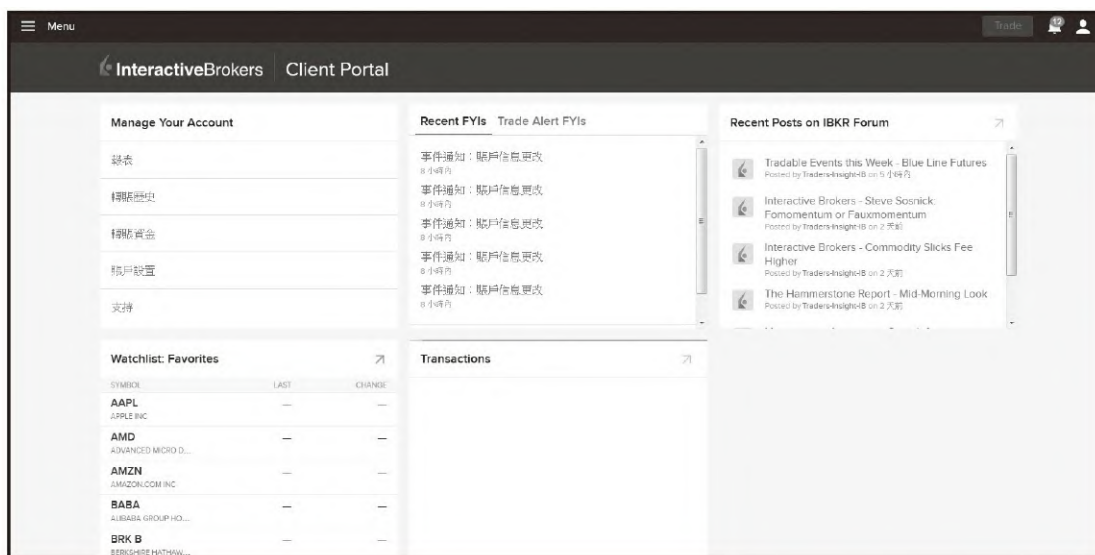 Menu
Trade
12
InteractiveBrokers
Client Portal
Manage Your Account
報表
轉賬歷史
轉賬資金
賬戶設置
支持
Recent FYIs
Trade Alert FYIs
事件通知：賬戶信息更改
8 小時內
事件通知：賬戶信息更改
8 小時內
事件通知：賬戶信息更改
8 小時內
事件通知：賬戶信息更改
8 小時內
事件通知：賬戶信息更改
8 小時內
Recent Posts on IBKR Forum
Tradable Events this Week - Blue Line Futures
Posted by Traders-Insight-IB on 5 小時內
Interactive Brokers - Steve Sosnick:
Fomomentum or Fauxmomentum
Posted by Traders-Insight-IB on 2 天前
Interactive Brokers - Commodity Slicks Fee
Higher
Posted by Traders-Insight-IB on 2 天前
The Hammerstone Report - Mid-Morning Look
Posted by Traders-Insight-IB on 2 天前
Watchlist: Favorites
SYMBOL LAST CHANGE
AAPL — —
APPLE INC
AMD — —
ADVANCED MICRO D...
AMZN — —
AMAZON.COM INC
BABA — —
ALIBABA GROUP HO...
BRK B — —
BERKSHIRE HATHAW...
Transactions